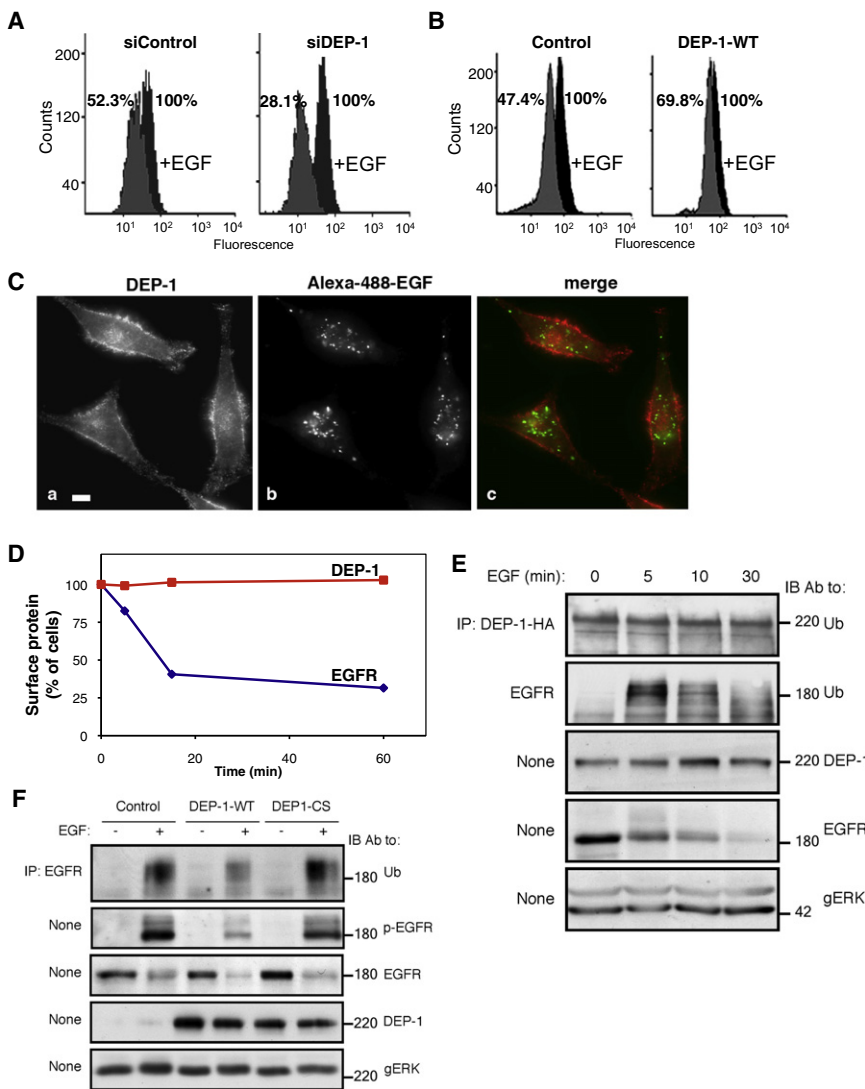 A
siControl
siDEP-1
200
120
40
Counts
52.3%
100%
+EGF
28.1%
100%
+EGF
10¹ 10² 10³ 10⁴
10¹ 10² 10³ 10⁴
Fluorescence
B
Control
DEP-1-WT
200
120
40
Counts
47.4%
100%
+EGF
69.8%
100%
+EGF
10¹ 10² 10³ 10⁴
10¹ 10² 10³ 10⁴
Fluorescence
C
DEP-1
Alexa-488-EGF
merge
a
b
c
D
Surface protein
(% of cells)
100
75
50
25
0
DEP-1
EGFR
0 20 40 60
Time (min)
E
EGF (min): 0 5 10 30
IB Ab to:
IP: DEP-1-HA 220 Ub
EGFR 180 Ub
None 220 DEP-1
None 180 EGFR
None 42 gERK
F
Control DEP-1-WT DEP1-CS
EGF: - + - + - +
IB Ab to:
IP: EGFR 180 Ub
None 180 p-EGFR
None 180 EGFR
None 220 DEP-1
None 220 gERK